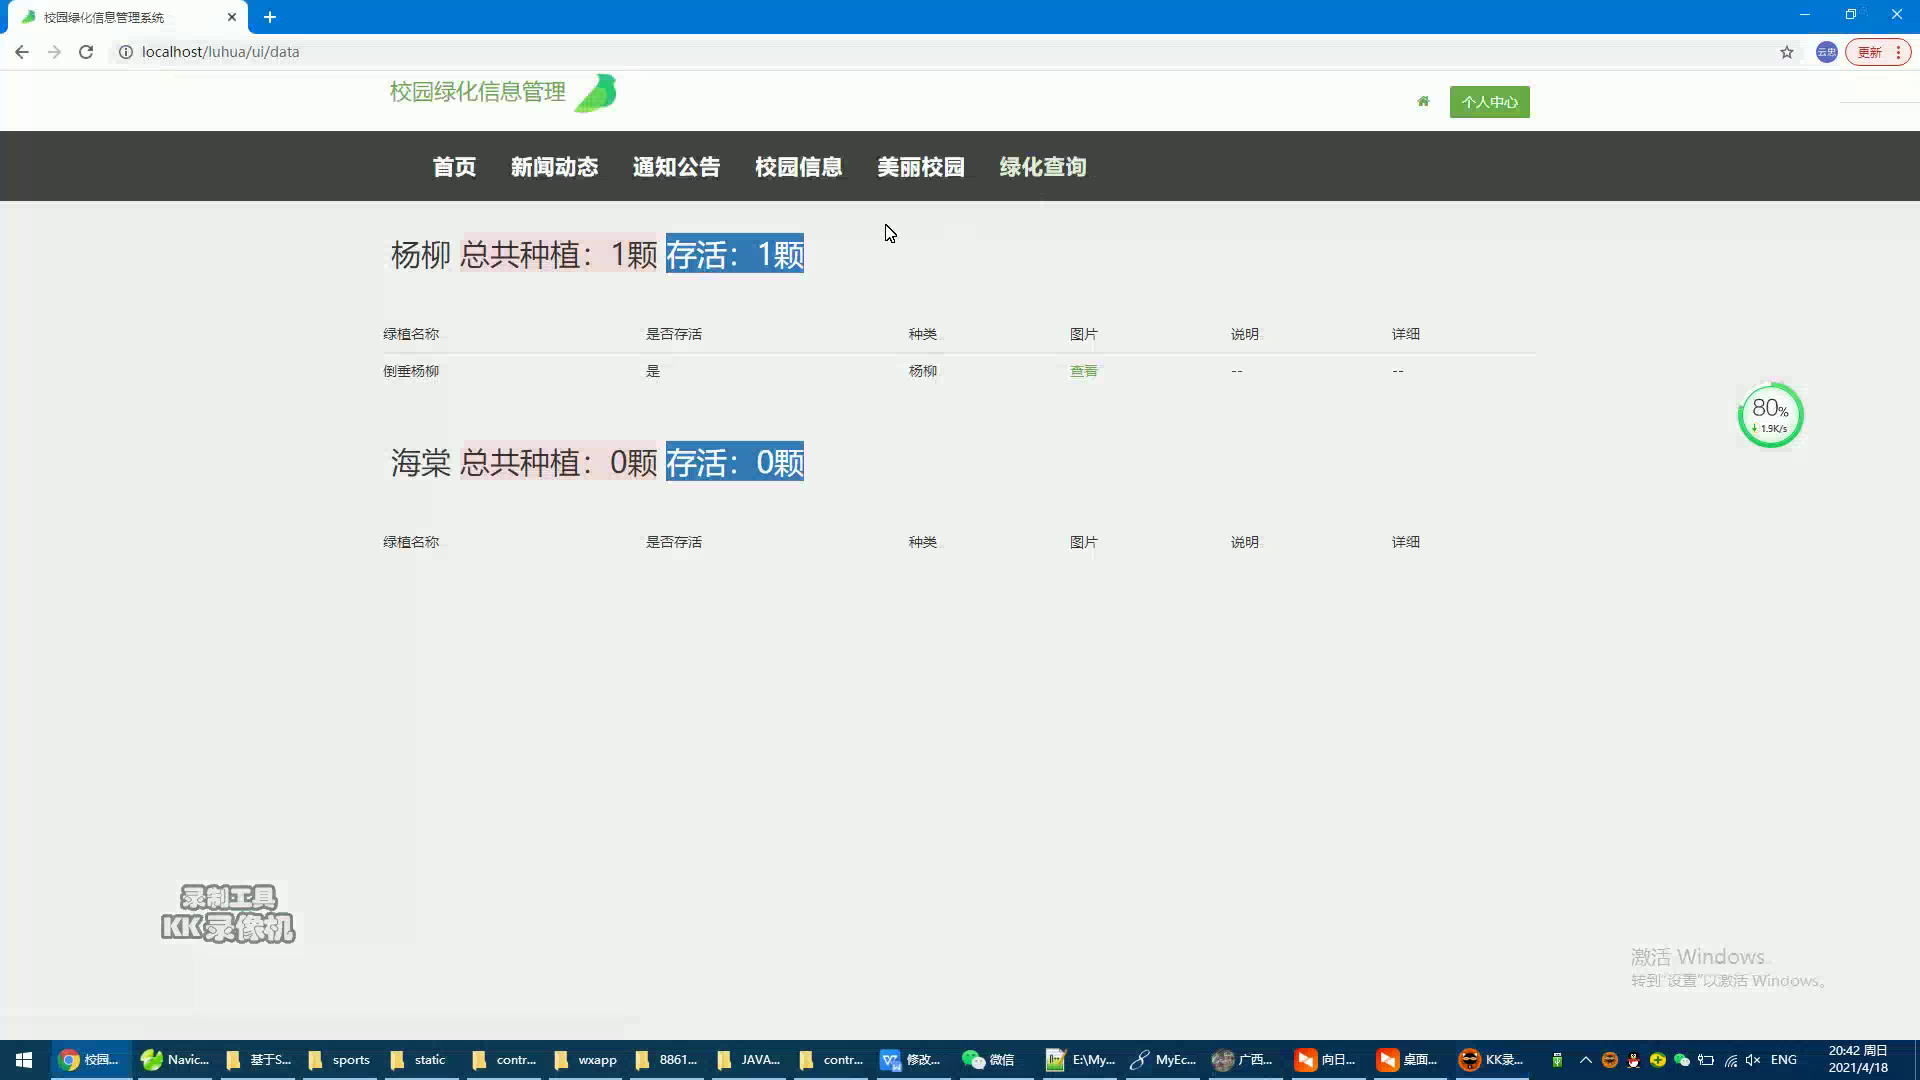 校园绿化信息管理系统
localhost/luhua/ui/data
云思
更新
校园绿化信息管理
个人中心
首页 新闻动态 通知公告 校园信息 美丽校园 绿化查询
杨柳 总共种植：1颗 存活：1颗
绿植名称 是否存活 种类 图片 说明 详细
倒垂杨柳 是 杨柳 查看 -- --
80%
1.9K/s
海棠 总共种植：0颗 存活：0颗
绿植名称 是否存活 种类 图片 说明 详细
录制工具
KK录像机
激活 Windows
转到"设置"以激活 Windows。
校园... Navic... 基于S... sports static contr... wxapp 8861... JAVA... contr... 修改... 微信 E:\My... MyEc... 广西... 向日... 桌面... KK录... ENG
20:42 周日
2021/4/18